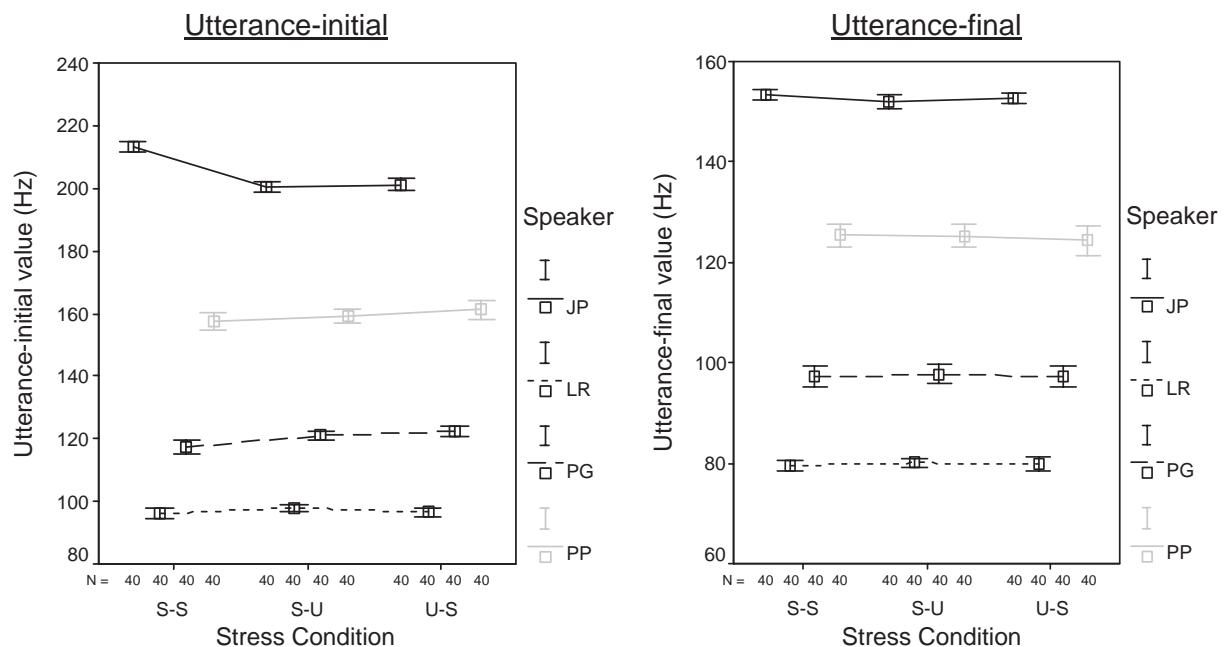 Utterance-initial
Utterance-initial value (Hz)
240
220
200
180
160
140
120
100
80
N = 40 40 40 40 40 40 40 40 40 40 40 40
S-S S-U U-S
Stress Condition
Speaker
JP
LR
PG
PP
Utterance-final
Utterance-final value (Hz)
160
140
120
100
80
60
N = 40 40 40 40 40 40 40 40 40 40 40 40
S-S S-U U-S
Stress Condition
Speaker
JP
LR
PG
PP